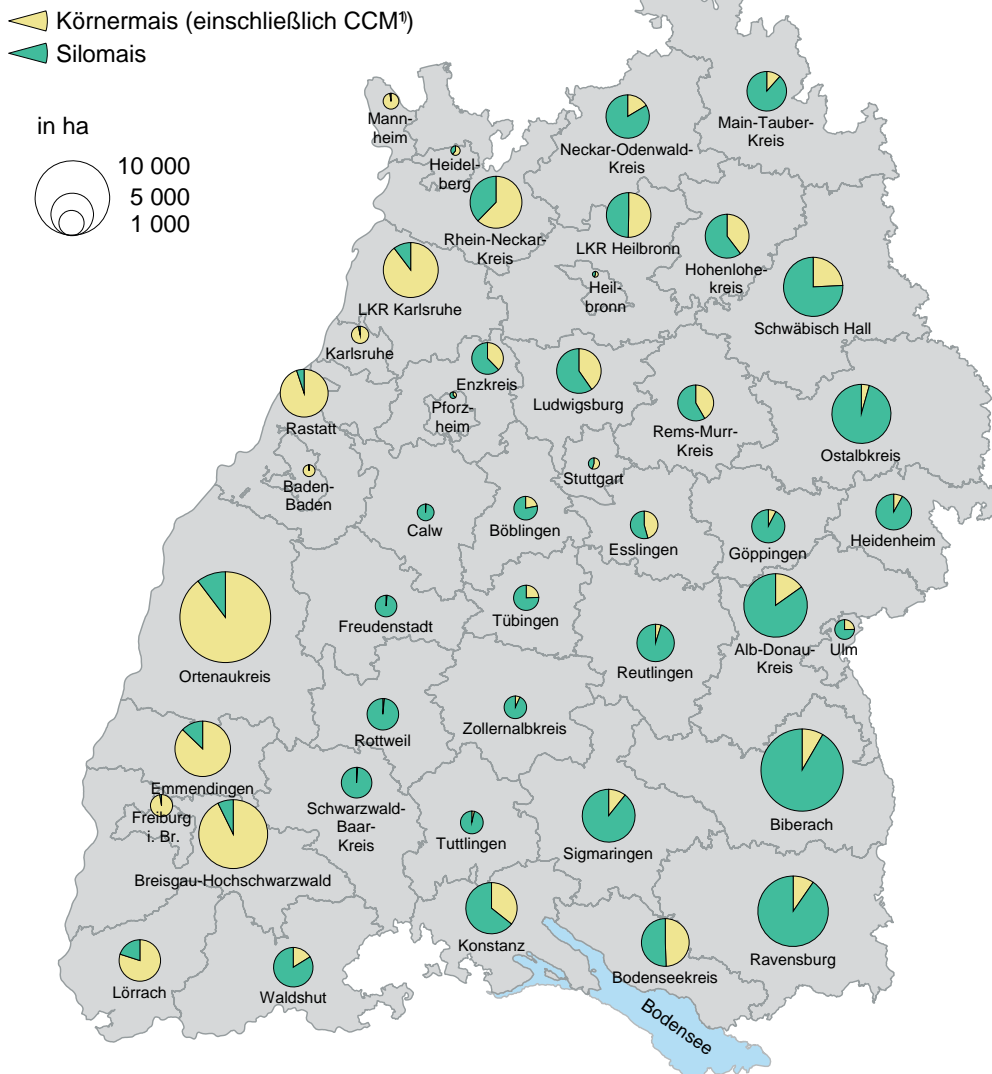 Körnermais (einschließlich CCM¹⁾)
Silomais
in ha
10 000
5 000
1 000
Mann-
heim
Heidel-
berg
Neckar-Odenwald-
Kreis
Main-Tauber-
Kreis
Rhein-Neckar-
Kreis
LKR Heilbronn
Hohenlohe-
kreis
Heil-
bronn
LKR Karlsruhe
Schwäbisch Hall
Karlsruhe
Enzkreis
Pforz-
heim
Ludwigsburg
Rems-Murr-
Kreis
Rastatt
Ostalbkreis
Baden-
Baden
Stuttgart
Calw
Böblingen
Esslingen
Göppingen
Heidenheim
Ortenaukreis
Freudenstadt
Tübingen
Reutlingen
Alb-Donau-
Kreis
Ulm
Rottweil
Zollernalbkreis
Emmendingen
Freiburg
i. Br.
Schwarzwald-
Baar-
Kreis
Tuttlingen
Sigmaringen
Biberach
Breisgau-Hochschwarzwald
Konstanz
Bodenseekreis
Ravensburg
Lörrach
Waldshut
Bodensee